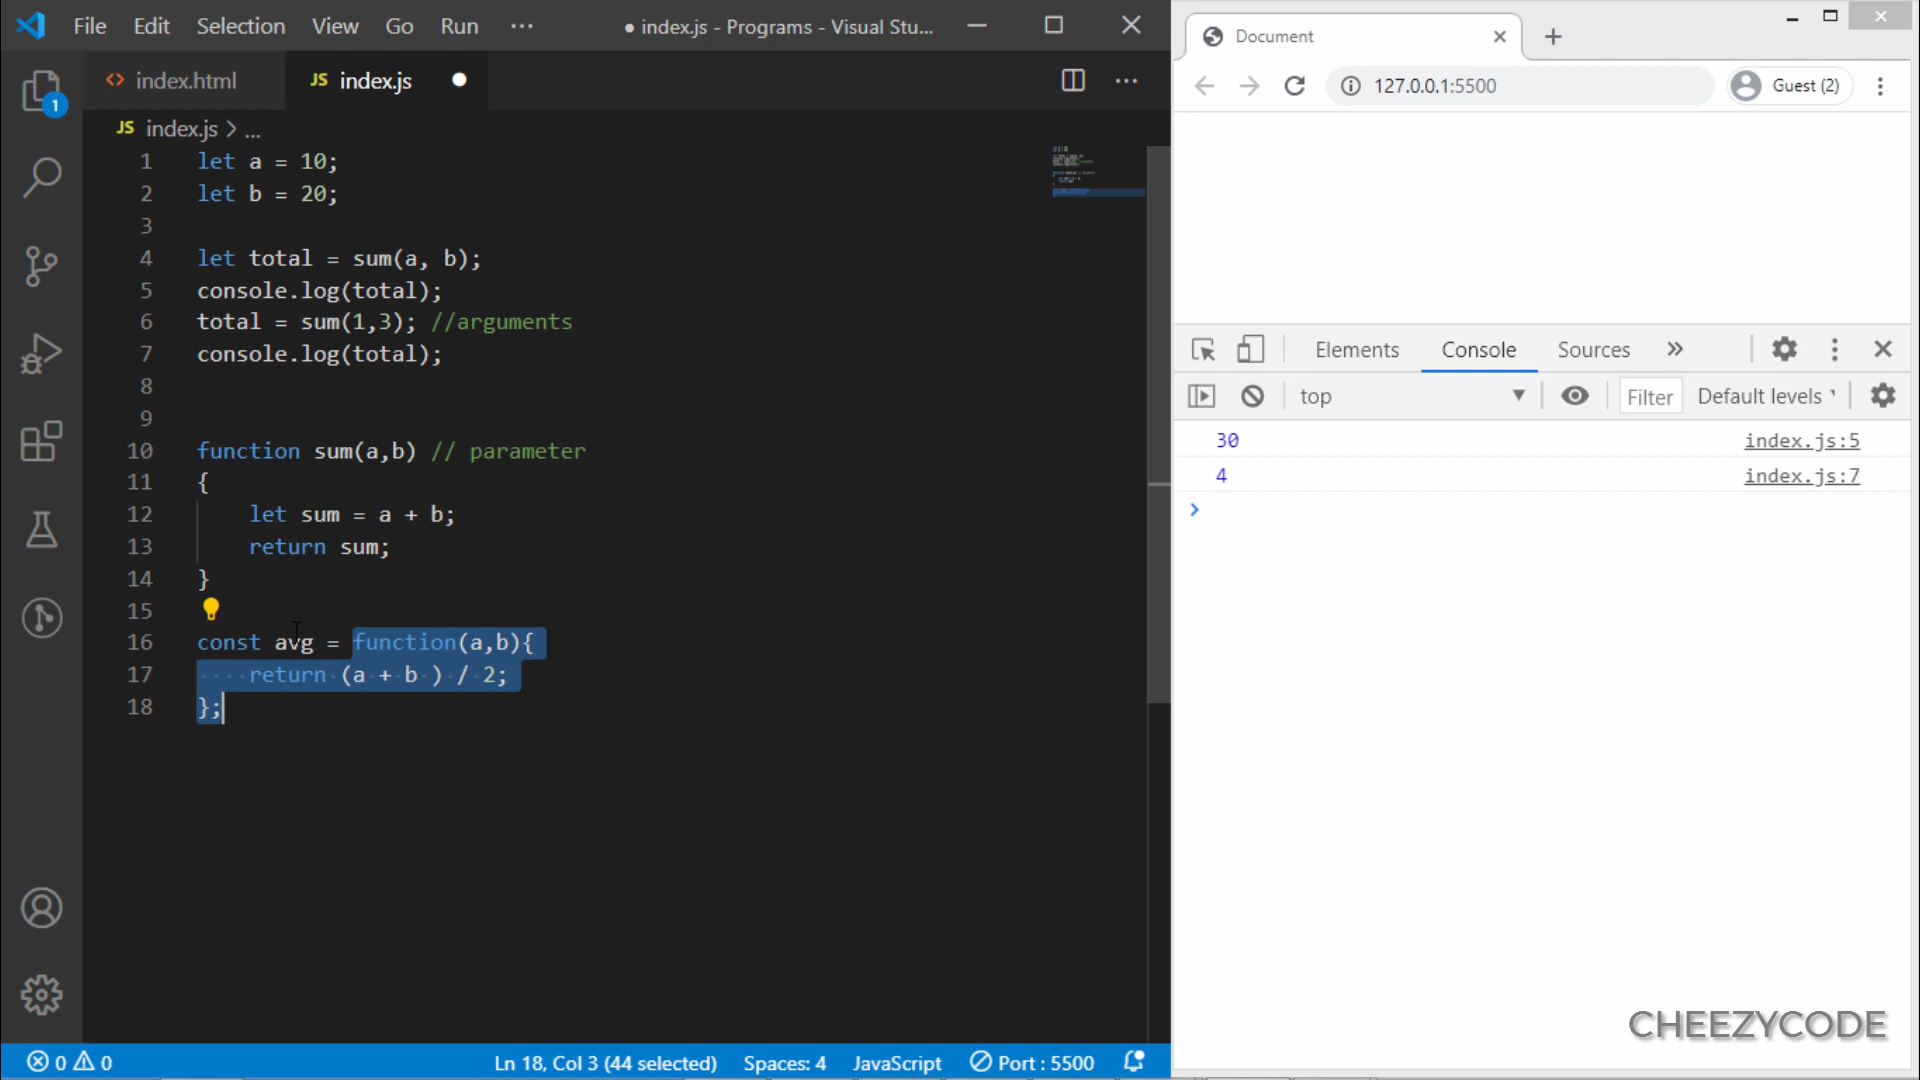 File Edit Selection View Go Run ··· ● index.js - Programs - Visual Stu...
<> index.html JS index.js ●
JS index.js > ...
1 let a = 10;
2 let b = 20;
3
4 let total = sum(a, b);
5 console.log(total);
6 total = sum(1,3); //arguments
7 console.log(total);
8
9
10 function sum(a,b) // parameter
11 {
12 let sum = a + b;
13 return sum;
14 }
15
16 const avg = function(a,b){
17 return (a + b ) / 2;
18 };
1
0 0 Ln 18, Col 3 (44 selected) Spaces: 4 JavaScript Port : 5500
Document
127.0.0.1:5500 Guest (2)
Elements Console Sources »
top Filter Default levels
30 index.js:5
4 index.js:7
>
CHEEZYCODE